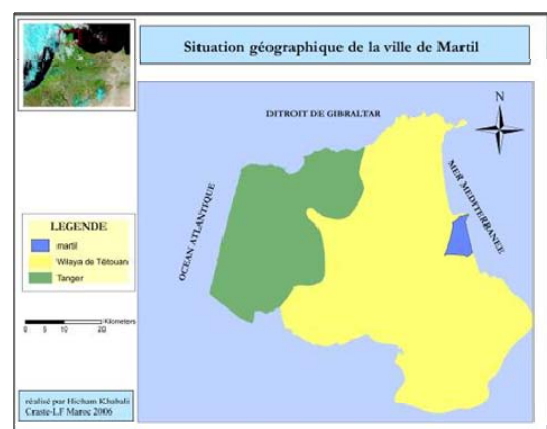 Situation géographique de la ville de Martil
DITROIT DE GIBRALTAR
N
OCEAN ATLANTIQUE
MER MEDITERRANEE
LEGENDE
martil
Wilaya de Tétouan
Tanger
Kilometers
0 5 10 20
réalisé par Hicham Khabali
Craste-LF Maroc 2006